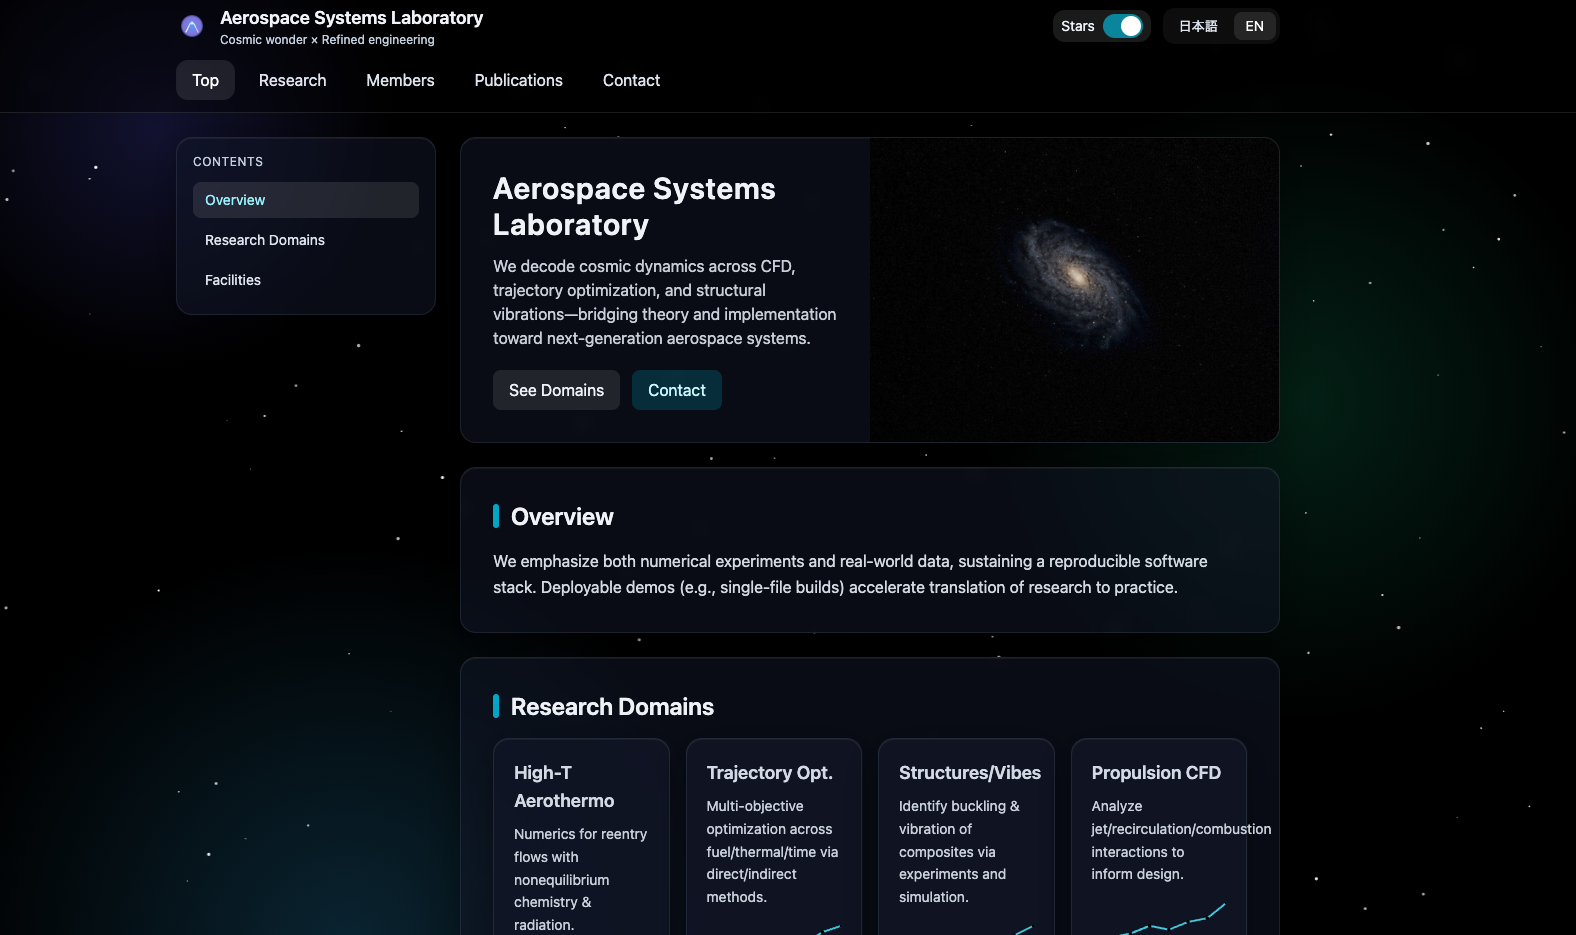 Aerospace Systems Laboratory
Cosmic wonder × Refined engineering
Stars
日本語
EN
Top
Research
Members
Publications
Contact
CONTENTS
Overview
Research Domains
Facilities
Aerospace Systems
Laboratory
We decode cosmic dynamics across CFD,
trajectory optimization, and structural
vibrations—bridging theory and implementation
toward next-generation aerospace systems.
See Domains
Contact
Overview
We emphasize both numerical experiments and real-world data, sustaining a reproducible software
stack. Deployable demos (e.g., single-file builds) accelerate translation of research to practice.
Research Domains
High-T
Aerothermo
Numerics for reentry
flows with
nonequilibrium
chemistry &
radiation.
Trajectory Opt.
Multi-objective
optimization across
fuel/thermal/time via
direct/indirect
methods.
Structures/Vibes
Identify buckling &
vibration of
composites via
experiments and
simulation.
Propulsion CFD
Analyze
jet/recirculation/combustion
interactions to
inform design.